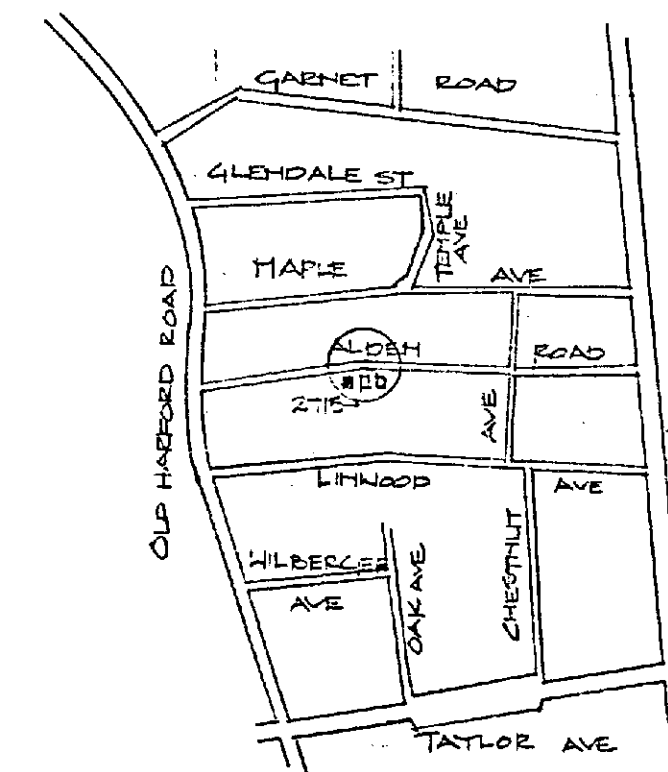 GARNET ROAD
GLENDALE ST
TEMPLE AVE
MAPLE AVE
OLD HARFORD ROAD
ALDEN ROAD
2715
AVE
LINWOOD AVE
WILBERCEE AVE
OAK AVE
CHESTNUT
TAYLOR AVE